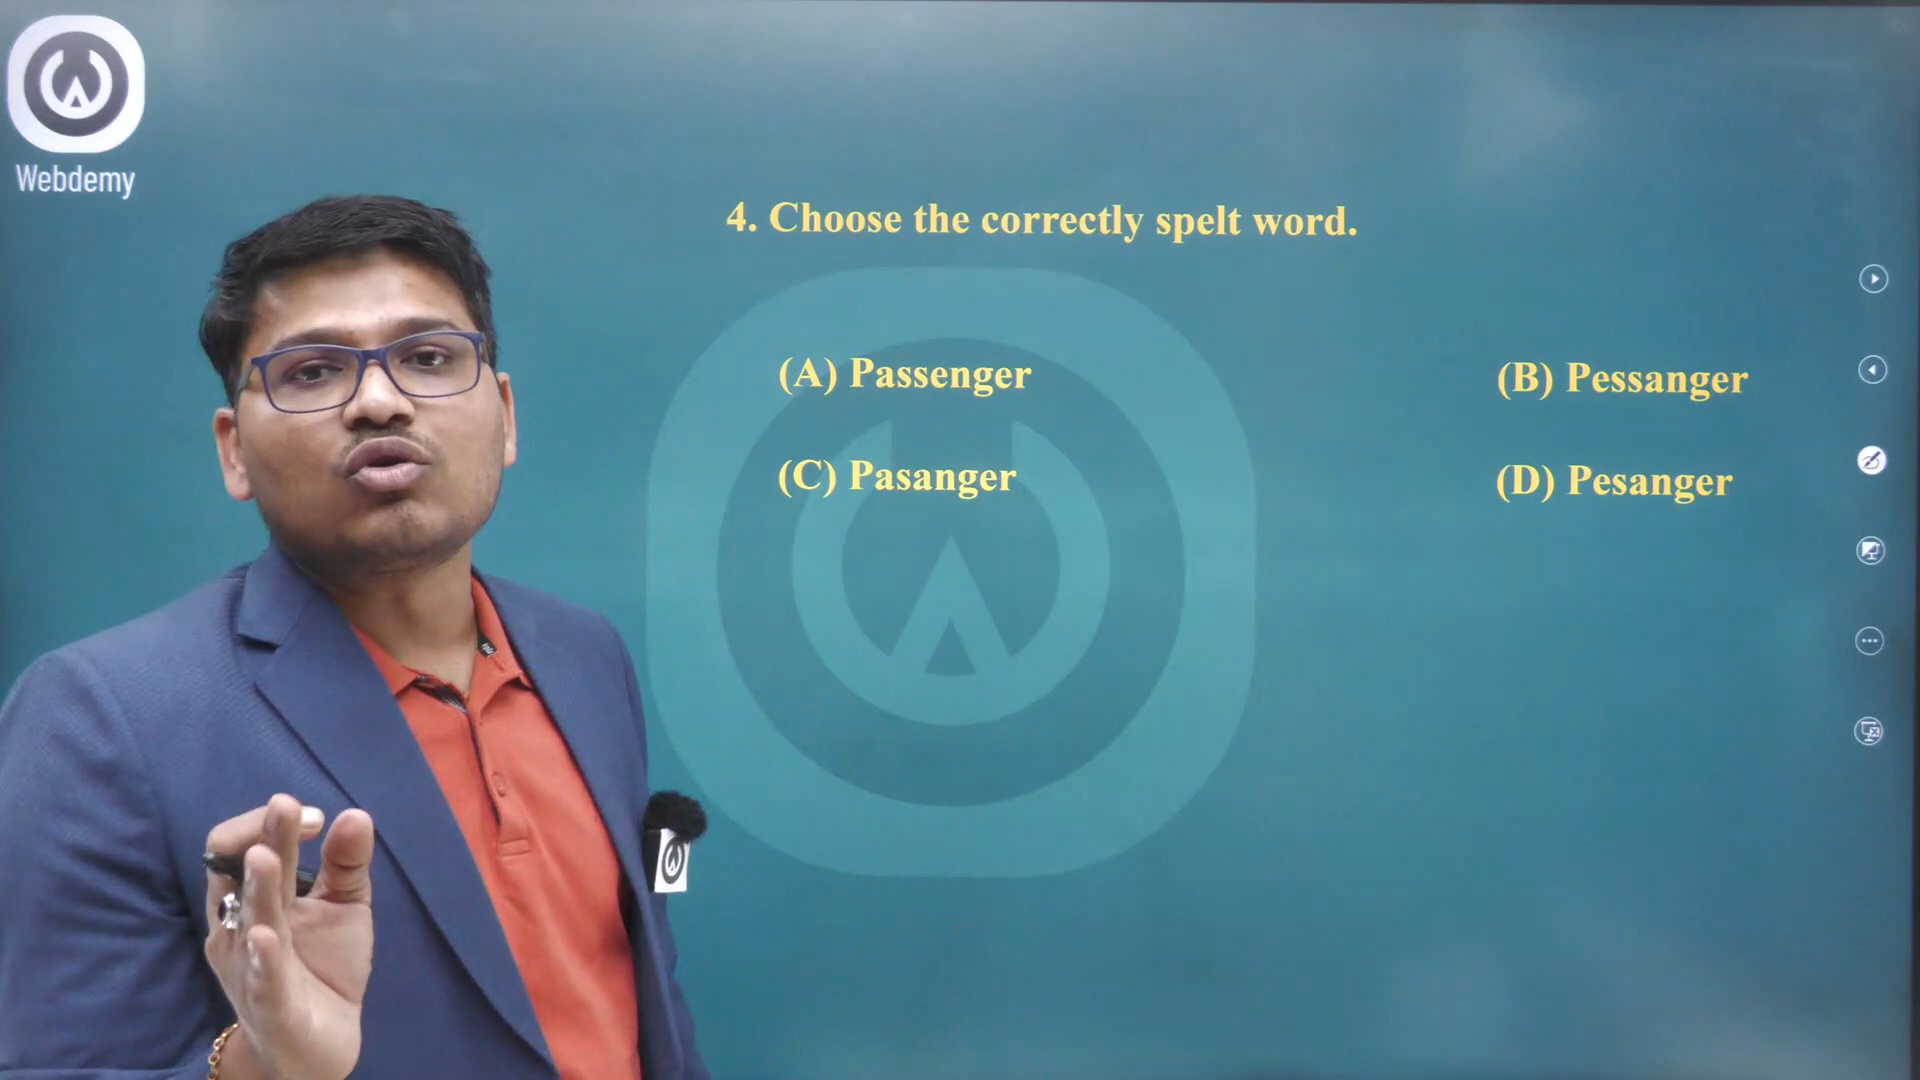 Webdemy
4. Choose the correctly spelt word.
(A) Passenger (B) Pessanger
(C) Pasanger (D) Pesanger